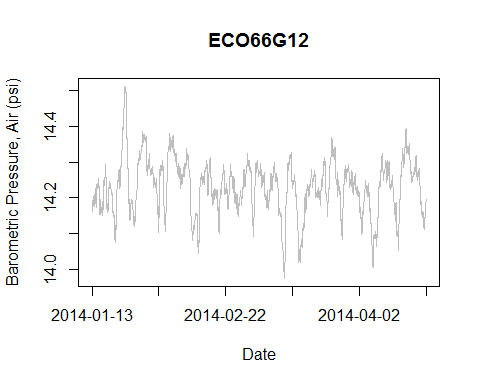 ECO66G12
Barometric Pressure, Air (psi)
14.4
14.2
14.0
2014-01-13
2014-02-22
2014-04-02
Date